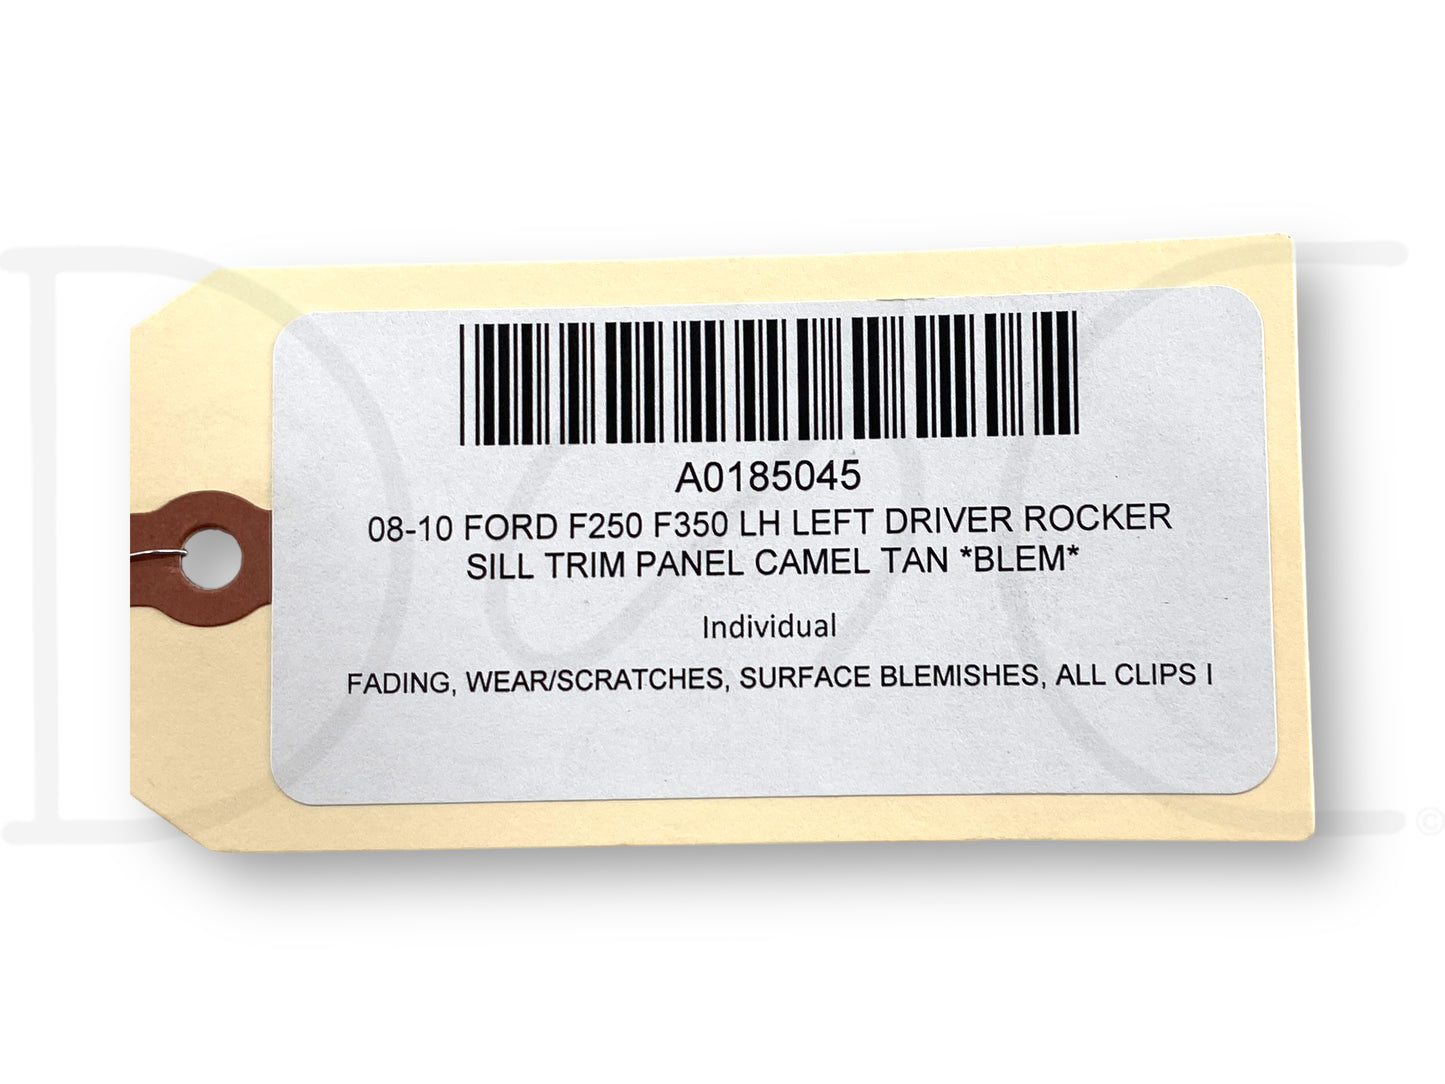 A0185045
08-10 FORD F250 F350 LH LEFT DRIVER ROCKER
SILL TRIM PANEL CAMEL TAN *BLEM*
Individual
FADING, WEAR/SCRATCHES, SURFACE BLEMISHES, ALL CLIPS I
©